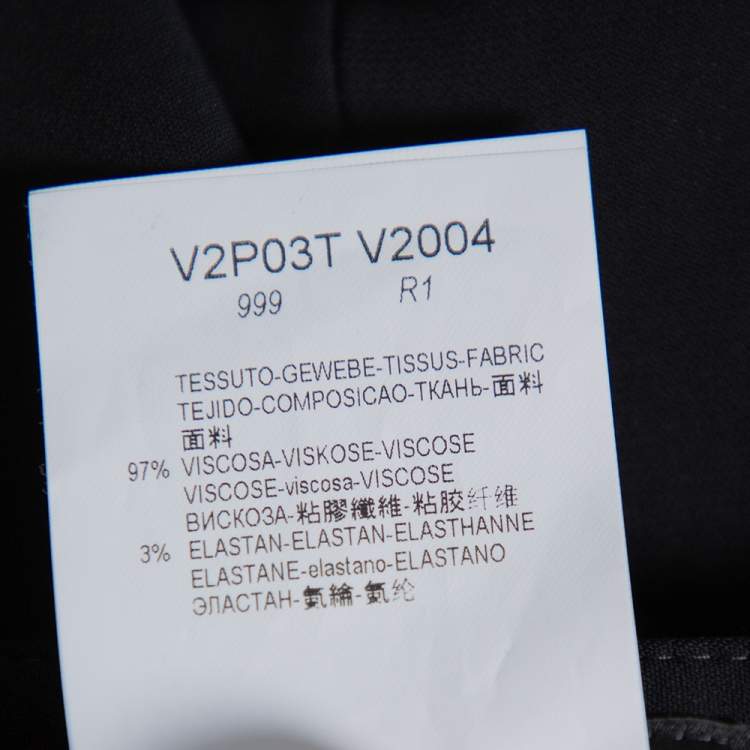 V2P03T V2004
999 R1
TESSUTO-GEWEBE-TISSUS-FABRIC
TEJIDO-COMPOSICAO-ТКАНЬ-面料
面料
97% VISCOSA-VISKOSE-VISCOSE
VISCOSE-viscosa-VISCOSE
ВИСКОЗА-粘膠纖維-粘胶纤维
3% ELASTAN-ELASTAN-ELASTHANNE
ELASTANE-elastano-ELASTANO
ЭЛАСТАН-氨綸-氨纶